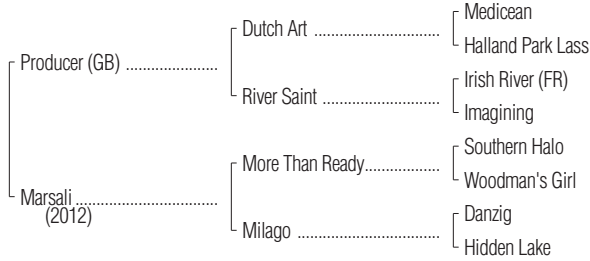 Medicean
Dutch Art ................................
Halland Park Lass
Producer (GB) .......................
Irish River (FR)
River Saint ..............................
Imagining
Southern Halo
More Than Ready...................
Woodman's Girl
Marsali ....................................
(2012)
Danzig
Milago ....................................
Hidden Lake